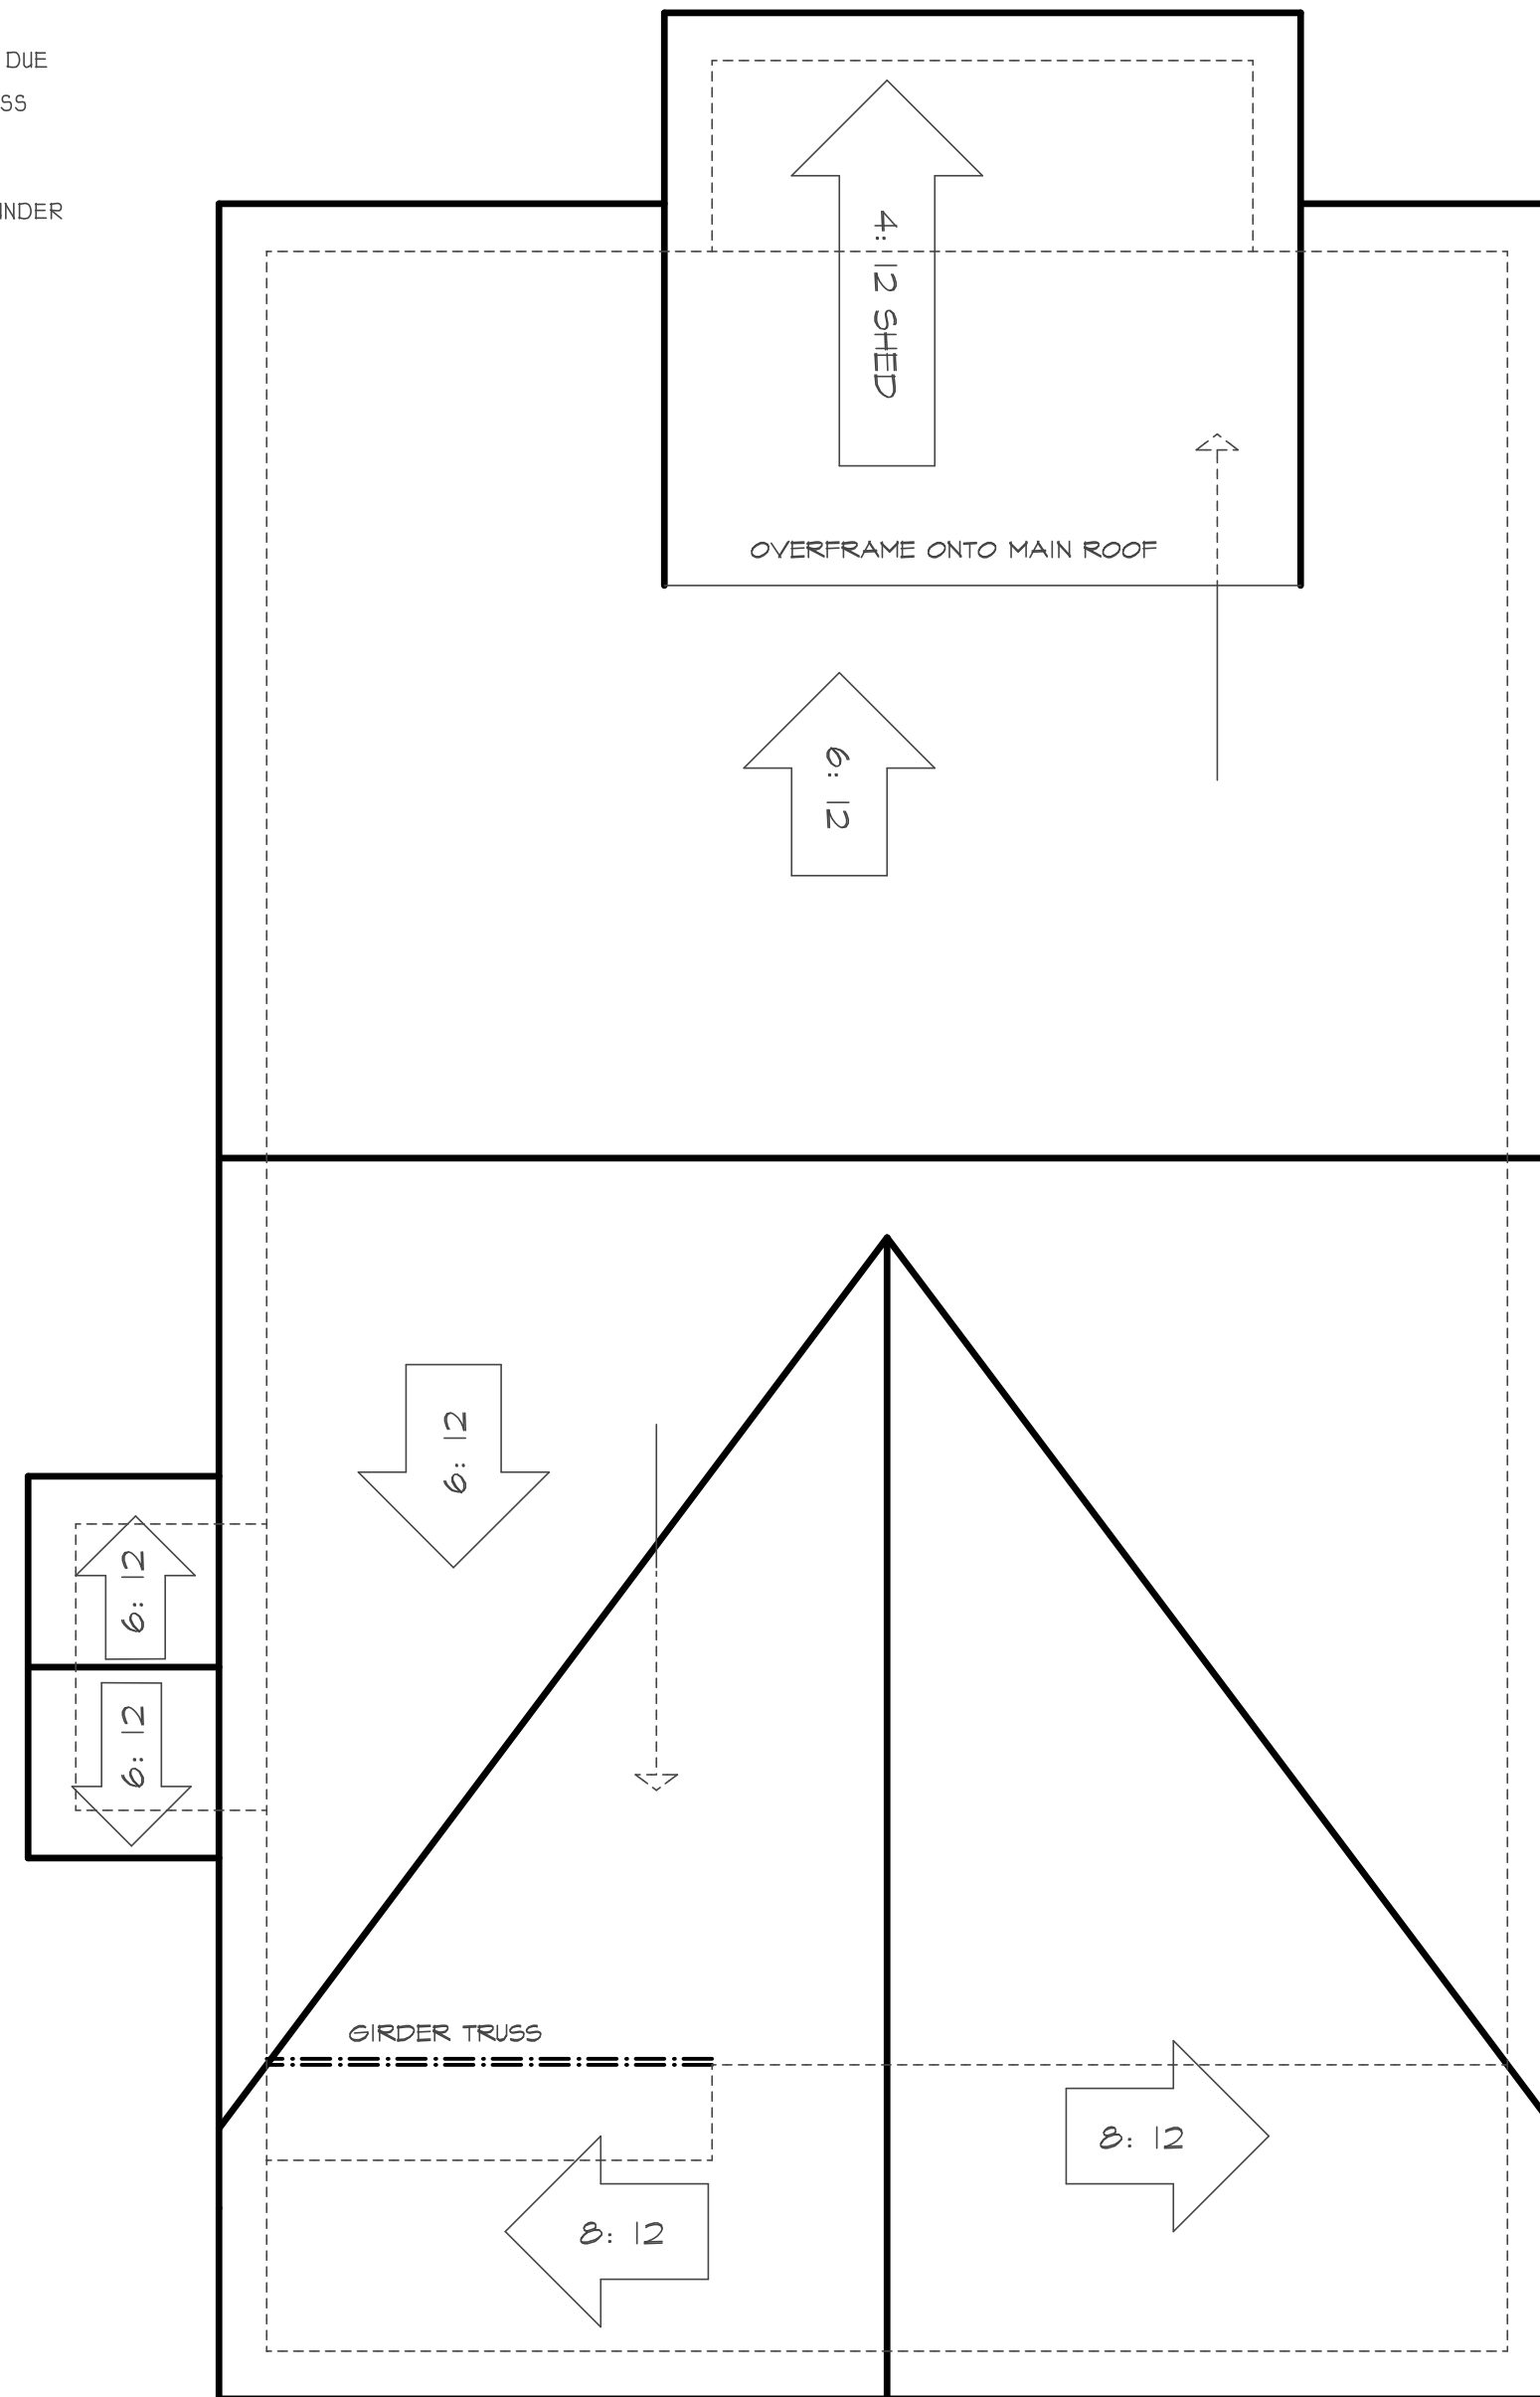 DUE
SS
INDER
4: 12 SHED
OVERFRAME ONTO MAIN ROOF
6: 12
6: 12
6: 12
6: 12
GIRDER TRUSS
8: 12
8: 12